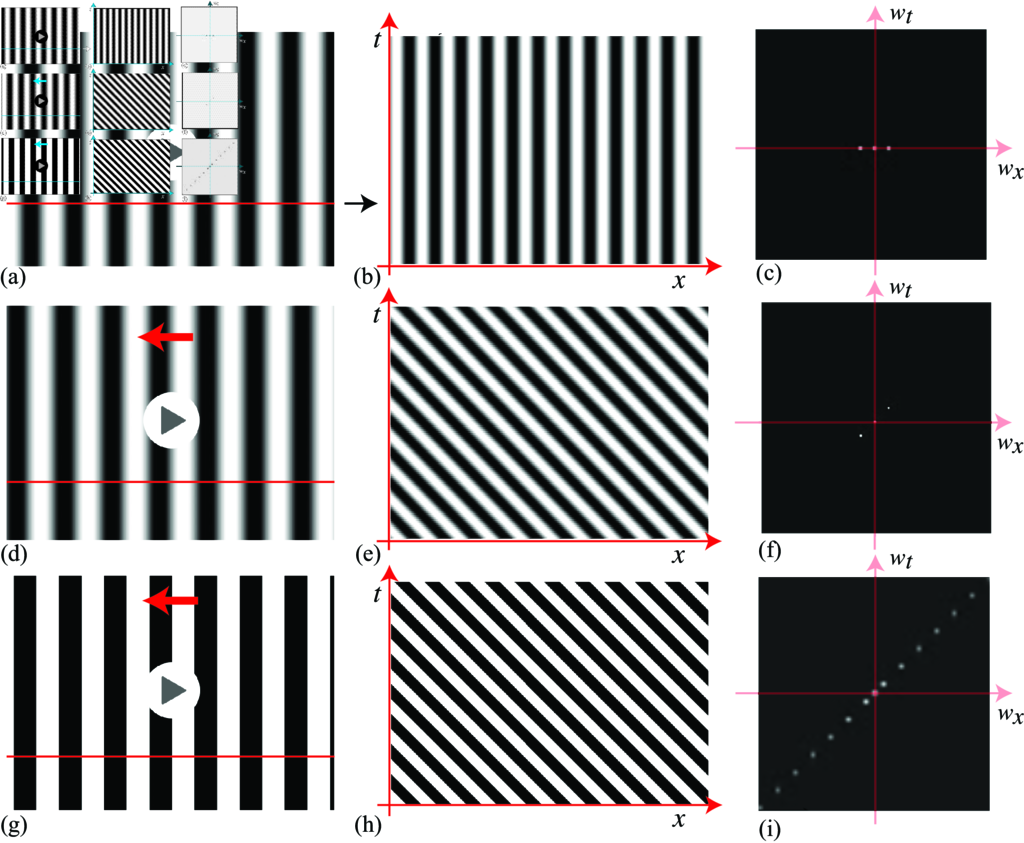 t
w_t
w_x
(a)
(b)
x
(c)
t
w_t
w_x
(d)
(e)
x
(f)
t
w_t
w_x
(g)
(h)
x
(i)